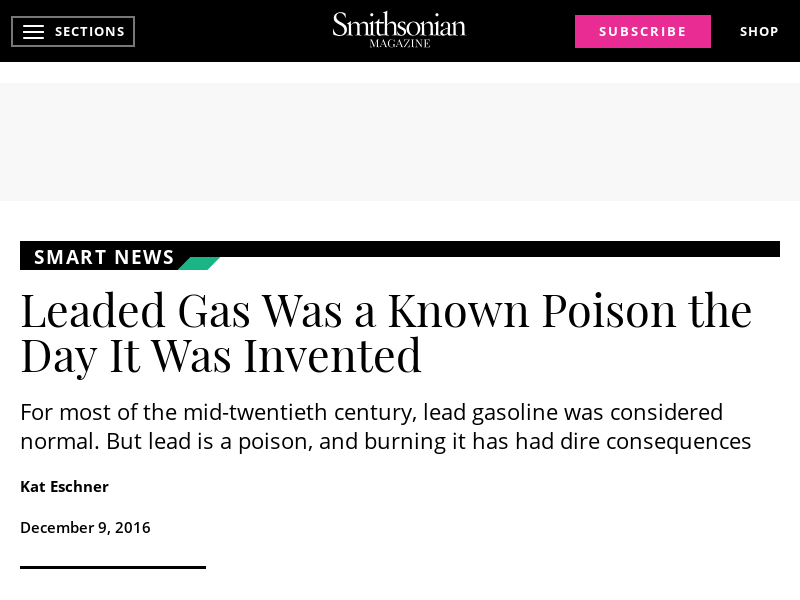 SECTIONS
Smithsonian
MAGAZINE
SUBSCRIBE
SHOP
SMART NEWS
Leaded Gas Was a Known Poison the
Day It Was Invented
For most of the mid-twentieth century, lead gasoline was considered
normal. But lead is a poison, and burning it has had dire consequences
Kat Eschner
December 9, 2016